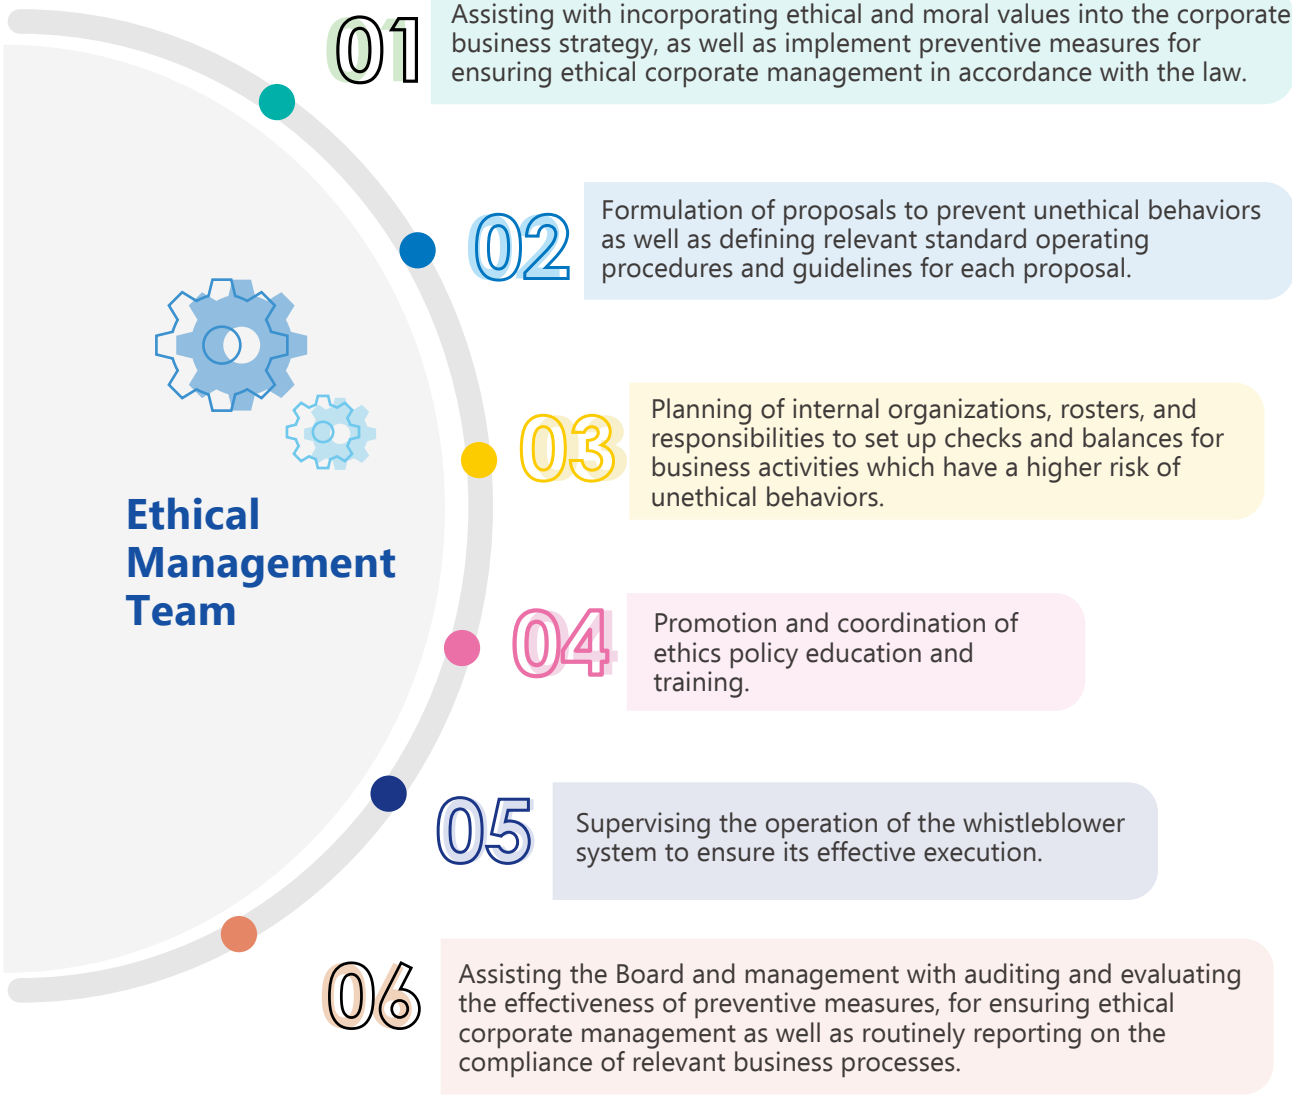 01
Assisting with incorporating ethical and moral values into the corporate
business strategy, as well as implement preventive measures for
ensuring ethical corporate management in accordance with the law.
02
Formulation of proposals to prevent unethical behaviors
as well as defining relevant standard operating
procedures and guidelines for each proposal.
03
Planning of internal organizations, rosters, and
responsibilities to set up checks and balances for
business activities which have a higher risk of
unethical behaviors.
Ethical
Management
Team
04
Promotion and coordination of
ethics policy education and
training.
05
Supervising the operation of the whistleblower
system to ensure its effective execution.
06
Assisting the Board and management with auditing and evaluating
the effectiveness of preventive measures, for ensuring ethical
corporate management as well as routinely reporting on the
compliance of relevant business processes.